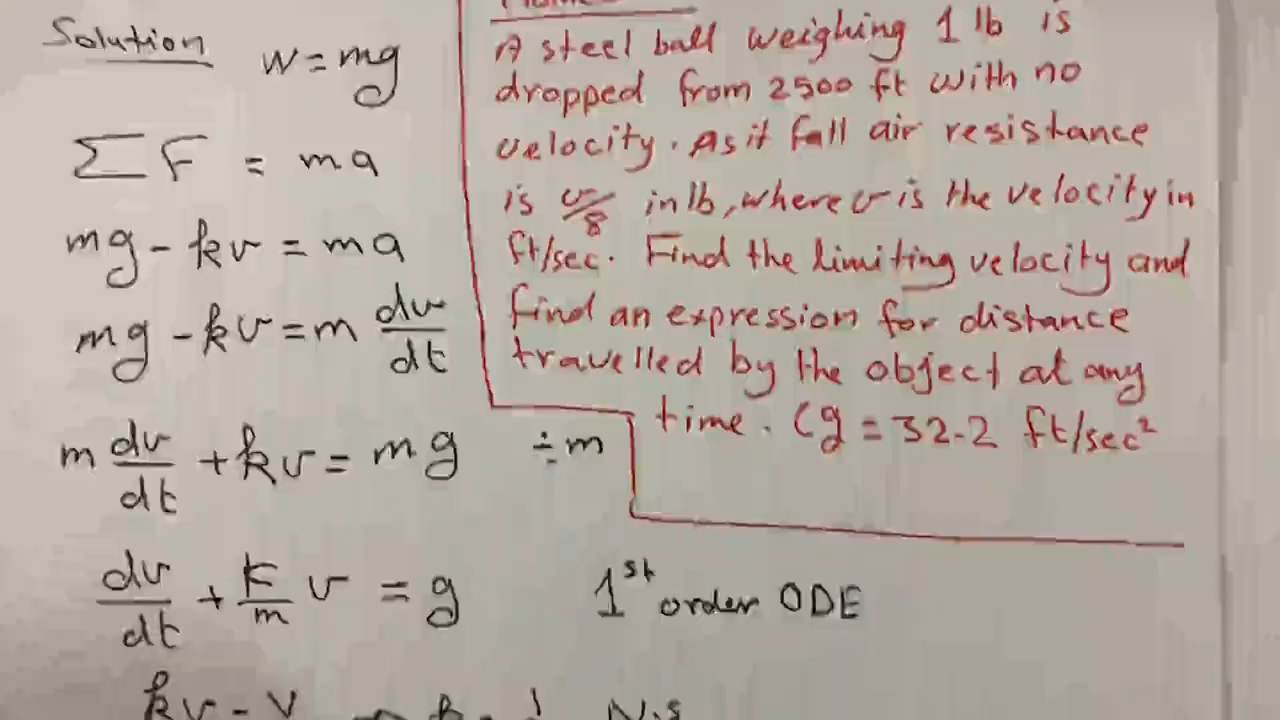 Solution
w = mg
ΣF = ma
mg - kv = ma
mg - kv = m dv/dt
m dv/dt + kv = mg ÷m
dv/dt + k/m v = g 1st order ODE
A steel ball weighing 1 lb is
dropped from 2500 ft with no
velocity. As it fall air resistance
is v/8 in lb, where v is the velocity in
ft/sec. Find the limiting velocity and
find an expression for distance
travelled by the object at any
time. (g = 32.2 ft/sec²
kv = v